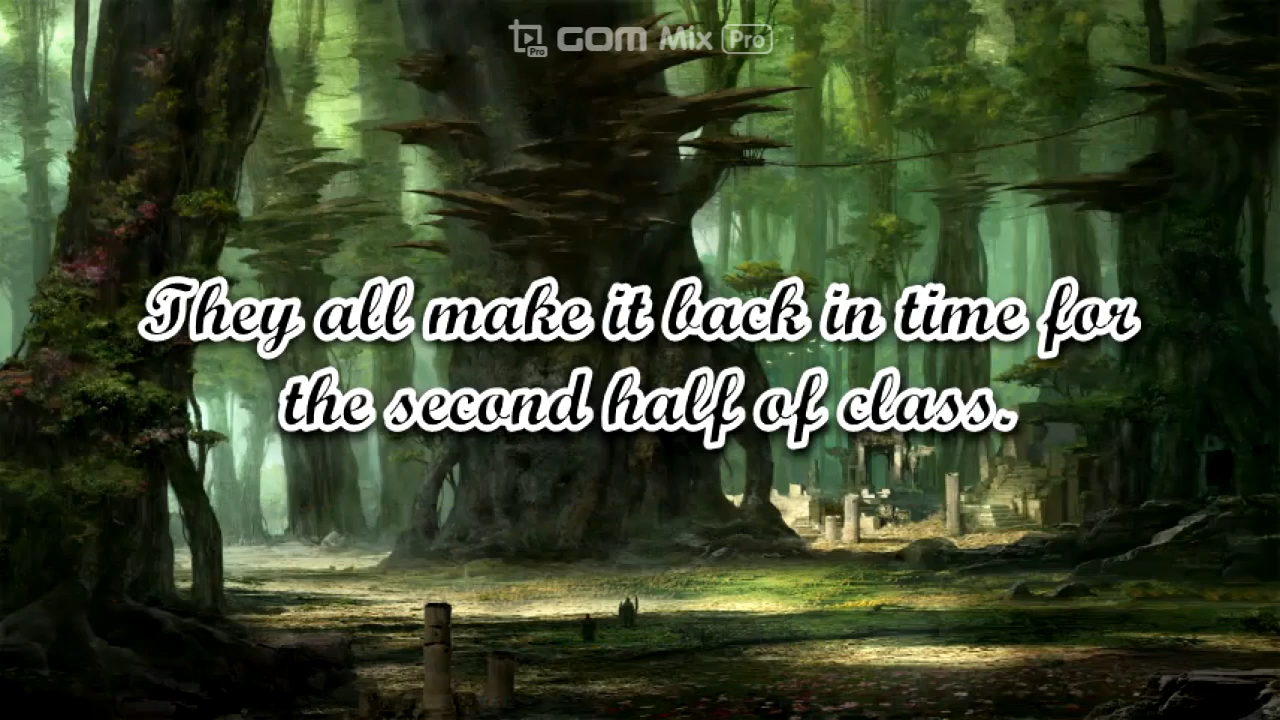 GOM Mix Pro
They all make it back in time for
the second half of class.